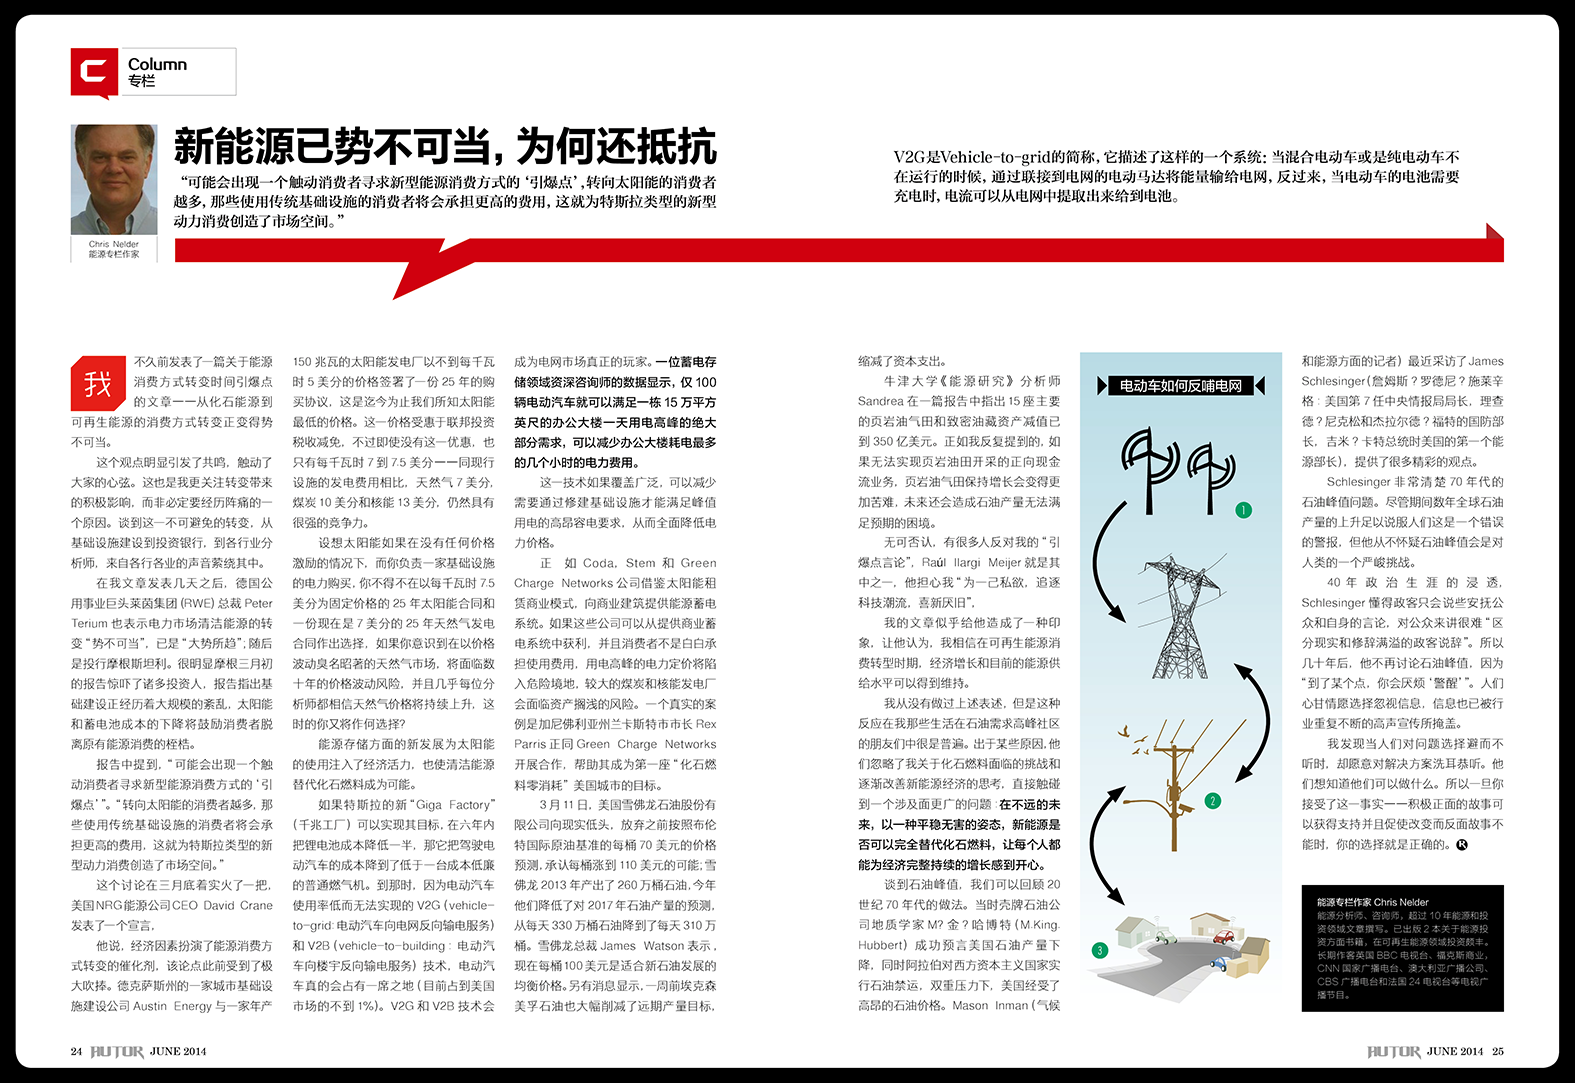 Column
专栏
新能源已势不可当，为何还抵抗
“可能会出现一个触动消费者寻求新型能源消费方式的‘引爆点’，转向太阳能的消费者
越多，那些使用传统基础设施的消费者将会承担更高的费用，这就为特斯拉类型的新型
动力消费创造了市场空间。”
Chris Nelder
能源专栏作家
V2G是Vehicle-to-grid的简称，它描述了这样的一个系统：当混合电动车或是纯电动车不
在运行的时候，通过联接到电网的电动马达将能量输给电网，反过来，当电动车的电池需要
充电时，电流可以从电网中提取出来给到电池。
我
不久前发表了一篇关于能源
消费方式转变时间引爆点
的文章——从化石能源到
可再生能源的消费方式转变正变得势
不可当。
这个观点明显引发了共鸣，触动了
大家的心弦。这也是我更关注转变带来
的积极影响，而非必定要经历阵痛的一
个原因。谈到这一不可避免的转变，从
基础设施建设到投资银行，到各行业分
析师，来自各行各业的声音萦绕其中。
在我文章发表几天之后，德国公
用事业巨头莱茵集团 (RWE) 总裁 Peter
Terium 也表示电力市场清洁能源的转
变“势不可当”，已是“大势所趋”；随后
是投行摩根斯坦利。很明显摩根三月初
的报告惊吓了诸多投资人，报告指出基
础建设正经历着大规模的紊乱，太阳能
和蓄电池成本的下降将鼓励消费者脱
离原有能源消费的桎梏。
报告中提到，“可能会出现一个触
动消费者寻求新型能源消费方式的‘引
爆点’”。“转向太阳能的消费者越多，那
些使用传统基础设施的消费者将会承
担更高的费用，这就为特斯拉类型的新
型动力消费创造了市场空间。”
这个讨论在三月底着实火了一把，
美国NRG能源公司CEO David Crane
发表了一个宣言，
他说，经济因素扮演了能源消费方
式转变的催化剂，该论点此前受到了极
大吹捧。德克萨斯州的一家城市基础设
施建设公司 Austin Energy 与一家年产
150 兆瓦的太阳能发电厂以不到每千瓦
时 5 美分的价格签署了一份 25 年的购
买协议，这是迄今为止我们所知太阳能
最低的价格。这一价格受惠于联邦投资
税收减免，不过即使没有这一优惠，也
只有每千瓦时 7 到 7.5 美分——同现行
设施的发电费用相比，天然气 7 美分，
煤炭 10 美分和核能 13 美分，仍然具有
很强的竞争力。
设想太阳能如果在没有任何价格
激励的情况下，而你负责一家基础设施
的电力购买，你不得不在以每千瓦时 7.5
美分为固定价格的 25 年太阳能合同和
一份现在是 7 美分的 25 年天然气发电
合同作出选择，如果你意识到在以价格
波动臭名昭著的天然气市场，将面临数
十年的价格波动风险，并且几乎每位分
析师都相信天然气价格将持续上升，这
时的你又将作何选择？
能源存储方面的新发展为太阳能
的使用注入了经济活力，也使清洁能源
替代化石燃料成为可能。
如果特斯拉的新“Giga Factory”
（千兆工厂）可以实现其目标，在六年内
把锂电池成本降低一半，那它把驾驶电
动汽车的成本降到了低于一台成本低廉
的普通燃气机。到那时，因为电动汽车
使用率低而无法实现的 V2G（vehicle-
to-grid：电动汽车向电网反向输电服务）
和 V2B（vehicle-to-building：电动汽
车向楼宇反向输电服务）技术，电动汽
车真的会占有一席之地（目前占到美国
市场的不到 1%）。V2G 和 V2B 技术会
成为电网市场真正的玩家。一位蓄电存
储领域资深咨询师的数据显示，仅 100
辆电动汽车就可以满足一栋 15 万平方
英尺的办公大楼一天用电高峰的绝大
部分需求，可以减少办公大楼耗电最多
的几个小时的电力费用。
这一技术如果覆盖广泛，可以减少
需要通过修建基础设施才能满足峰值
用电的高昂容电要求，从而全面降低电
力价格。
正如 Coda, Stem 和 Green
Charge Networks 公司借鉴太阳能租
赁商业模式，向商业建筑提供能源蓄电
系统。如果这些公司可以从提供商业蓄
电系统中获利，并且消费者不是白白承
担使用费用，用电高峰的电力定价将陷
入危险境地，较大的煤炭和核能发电厂
会面临资产搁浅的风险。一个真实的案
例是加尼佛利亚州兰卡斯特市市长 Rex
Parris 正同 Green Charge Networks
开展合作，帮助其成为第一座“化石燃
料零消耗”美国城市的目标。
3 月 11 日，美国雪佛龙石油股份有
限公司向现实低头，放弃之前按照布伦
特国际原油基准的每桶 70 美元的价格
预测，承认每桶涨到 110 美元的可能；雪
佛龙 2013 年产出了 260 万桶石油，今年
他们降低了对 2017 年石油产量的预测，
从每天 330 万桶石油降到了每天 310 万
桶。雪佛龙总裁 James Watson 表示，
现在每桶100美元是适合新石油发展的
均衡价格。另有消息显示，一周前埃克森
美孚石油也大幅削减了远期产量目标，
缩减了资本支出。
牛津大学《能源研究》分析师
Sandrea 在一篇报告中指出 15 座主要
的页岩油气田和致密油藏资产减值已
到 350 亿美元。正如我反复提到的，如
果无法实现页岩油田开采的正向现金
流业务，页岩油气田保持增长会变得更
加苦难，未来还会造成石油产量无法满
足预期的困境。
无可否认，有很多人反对我的“引
爆点言论”，Raúl Ilargi Meijer 就是其
中之一，他担心我“为一己私欲，追逐
科技潮流，喜新厌旧”，
我的文章似乎给他造成了一种印
象，让他认为，我相信在可再生能源消
费转型时期，经济增长和目前的能源供
给水平可以得到维持。
我从没有做过上述表述，但是这种
反应在我那些生活在石油需求高峰社区
的朋友们中很是普遍。出于某些原因，他
们忽略了我关于化石燃料面临的挑战和
逐渐改善新能源经济的思考，直接触碰
到一个涉及面更广的问题：在不远的未
来，以一种平稳无害的姿态，新能源是
否可以完全替代化石燃料，让每个人都
能为经济完整持续的增长感到开心。
谈到石油峰值，我们可以回顾 20
世纪 70 年代的做法。当时壳牌石油公
司地质学家 M? 金？哈博特（M.King.
Hubbert）成功预言美国石油产量下
降，同时阿拉伯对西方资本主义国家实
行石油禁运，双重压力下，美国经受了
高昂的石油价格。Mason Inman（气候
电动车如何反哺电网
1
2
3
和能源方面的记者）最近采访了James
Schlesinger（詹姆斯？罗德尼？施莱辛
格：美国第 7 任中央情报局局长，理查
德？尼克松和杰拉尔德？福特的国防部
长，吉米？卡特总统时美国的第一个能
源部长），提供了很多精彩的观点。
Schlesinger 非常清楚 70 年代的
石油峰值问题。尽管期间数年全球石油
产量的上升足以说服人们这是一个错误
的警报，但他从不怀疑石油峰值会是对
人类的一个严峻挑战。
40 年政治生涯的浸透，
Schlesinger 懂得政客只会说些安抚公
众和自身的言论，对公众来讲很难“区
分现实和修辞满溢的政客说辞”。所以
几十年后，他不再讨论石油峰值，因为
“到了某个点，你会厌烦‘警醒’”。人们
心甘情愿选择忽视信息，信息也已被行
业重复不断的高声宣传所掩盖。
我发现当人们对问题选择避而不
听时，却愿意对解决方案洗耳恭听。他
们想知道他们可以做什么。所以一旦你
接受了这一事实——积极正面的故事可
以获得支持并且促使改变而反面故事不
能时，你的选择就是正确的。
能源专栏作家 Chris Nelder
能源分析师、咨询师，超过 10 年能源和投
资领域文章撰写。已出版 2 本关于能源投
资方面书籍，在可再生能源领域投资颇丰。
长期作客英国 BBC 电视台、福克斯商业，
CNN 国家广播电台、澳大利亚广播公司、
CBS 广播电台和法国 24 电视台等电视广
播节目。
24 AUTOR JUNE 2014
AUTOR JUNE 2014 25